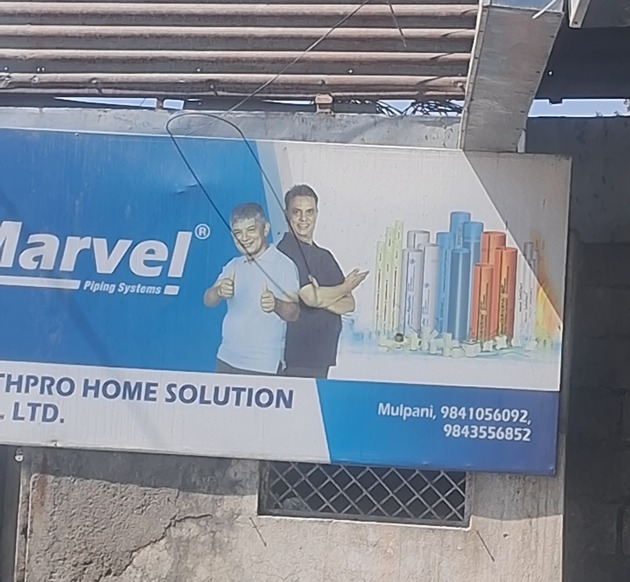 Marvel®
Piping Systems
THPRO HOME SOLUTION
. LTD.
Mulpani, 9841056092,
9843556852